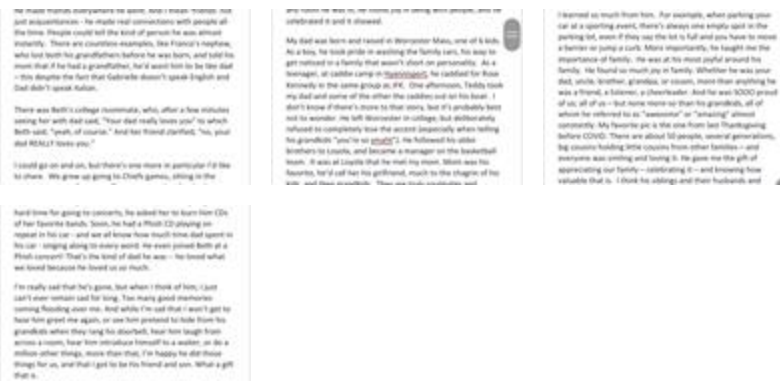 he made friends everywhere he went. And I mean friends, not
just acquaintances - he made real connections with people all
the time. People could tell the kind of person he was almost
instantly. There are countless examples, like Franco's nephew,
who lost both his grandfathers before he was born, and told his
mom that if he had a grandfather, he'd want him to be like dad
- this despite the fact that Gabrielle doesn't speak English and
Dad didn't speak Italian.
There was Beth's college roommate, who, after a few minutes
seeing her with dad said, "Your dad really loves you" to which
Beth said, "yeah, of course." And her friend clarified, "no, your
dad REALLY loves you."
I could go on and on, but there's one more in particular I'd like
to share. We grew up going to Chiefs games, sitting in the
celebrated it and it showed.
My dad was born and raised in Worcester Mass, one of 6 kids.
As a boy, he took pride in washing the family cars, his way to
get noticed in a family that wasn't short on personality. As a
teenager, at caddie camp in Hyannisport, he caddied for Rose
Kennedy in the same group as JFK. One afternoon, Teddy took
my dad and some of the other the caddies out on his boat. I
don't know if there's more to that story, but it's probably best
not to wonder. He left Worcester in college, but deliberately
refused to completely lose the accent (especially when telling
his grandkids "you're so smaht"). He followed his older
brothers to Loyola, and became a manager on the basketball
team. It was at Loyola that he met my mom. Mom was his
favorite, he'd call her his girlfriend, much to the chagrin of his
kids, and then grandkids. They are truly soulmates and
I learned so much from him. For example, when parking your
car at a sporting event, there's always one empty spot in the
parking lot, even if they say the lot is full and you have to move
a barrier or jump a curb. More importantly, he taught me the
importance of family. He was at his most joyful around his
family. He found so much joy in family. Whether he was your
dad, uncle, brother, grandpa, or cousin, more than anything he
was a friend, a listener, a cheerleader. And he was SOOO proud
of us, all of us – but none more so than his grandkids, all of
whom he referred to as "awesome" or "amazing" almost
constantly. My favorite pic is the one from last Thanksgiving
before COVID. There are about 50 people, several generations,
big cousins holding little cousins from other families – and
everyone was smiling and loving it. He gave me the gift of
appreciating our family – celebrating it – and knowing how
valuable that is. I think his siblings and their husbands and
hard time for going to concerts, he asked her to burn him CDs
of her favorite bands. Soon, he had a Phish CD playing on
repeat in his car - and we all know how much time dad spent in
his car - singing along to every word. He even joined Beth at a
Phish concert! That's the kind of dad he was – he loved what
we loved because he loved us so much.
I'm really sad that he's gone, but when I think of him, I just
can't ever remain sad for long. Too many good memories
coming flooding over me. And while I'm sad that I won't get to
hear him greet me again, or see him pretend to hide from his
grandkids when they rang his doorbell, hear him laugh from
across a room, hear him introduce himself to a waiter, or do a
million other things, more than that, I'm happy he did those
things for us, and that I got to be his friend and son. What a gift
that is.